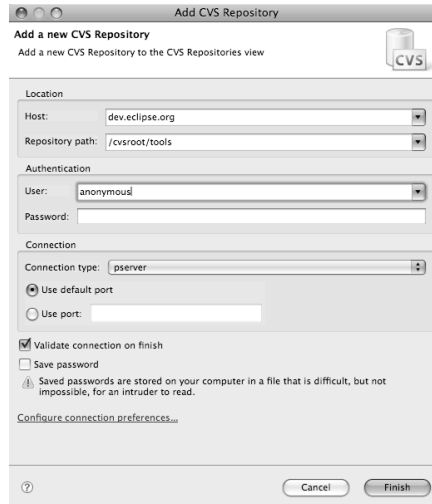 Add CVS Repository
Add a new CVS Repository
Add a new CVS Repository to the CVS Repositories view
CVS
Location
Host: dev.eclipse.org
Repository path: /cvsroot/tools
Authentication
User: anonymous
Password:
Connection
Connection type: pserver
Use default port
Use port:
Validate connection on finish
Save password
Saved passwords are stored on your computer in a file that is difficult, but not
impossible, for an intruder to read.
Configure connection preferences...
? Cancel Finish